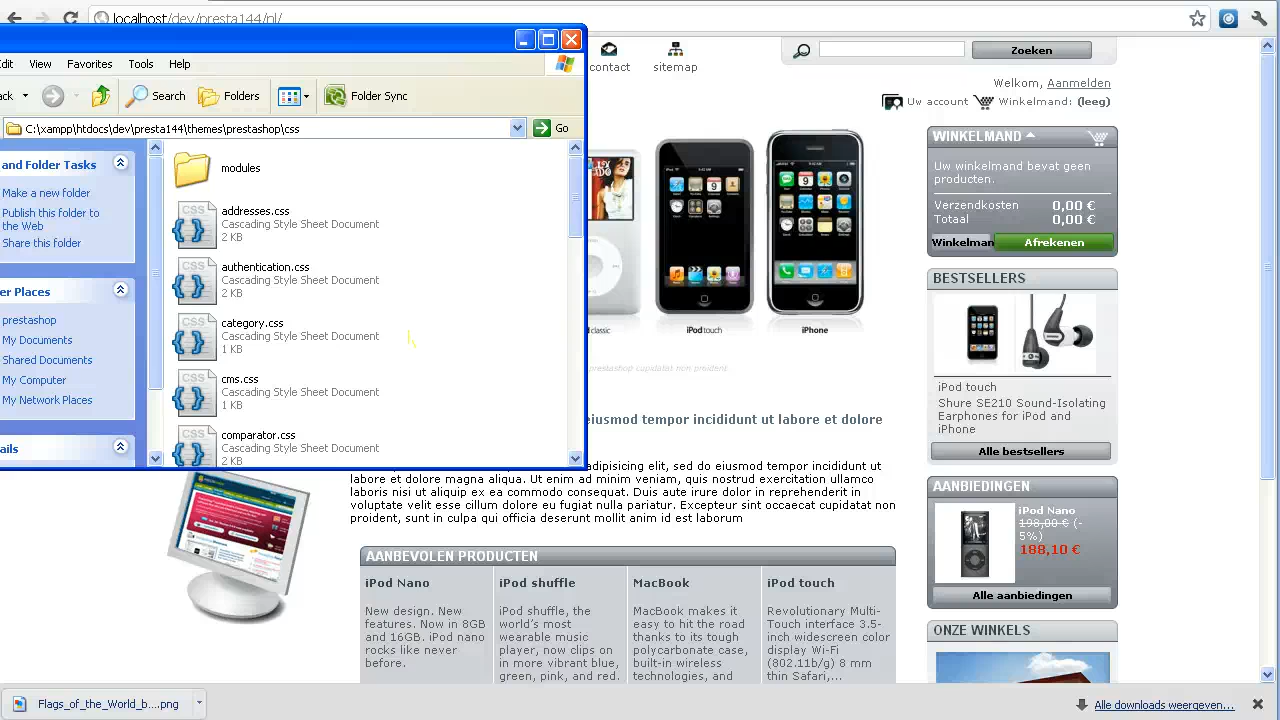 localhost/dev/presta144/nl/
View Favorites Tools Help
Search Folders Folder Sync
C:\xampp\htdocs\dev\presta144\themes\prestashop\css
Go
and Folder Tasks
Make a new folder
Publish this folder to
the Web
Share this folder
prestashop
My Documents
Shared Documents
My Computer
My Network Places
modules
addresses.css
Cascading Style Sheet Document
2 KB
authentication.css
Cascading Style Sheet Document
2 KB
category.css
Cascading Style Sheet Document
1 KB
cms.css
Cascading Style Sheet Document
1 KB
comparator.css
Cascading Style Sheet Document
2 KB
contact
sitemap
Zoeken
Welkom, Aanmelden
Uw account Winkelmand: (leeg)
classic
iPod touch
iPhone
prestashop cupidatat non proident
eiusmod tempor incididunt ut labore et dolore
adipisicing elit, sed do eiusmod tempor incididunt ut
labore et dolore magna aliqua. Ut enim ad minim veniam, quis nostrud exercitation ullamco
laboris nisi ut aliquip ex ea commodo consequat. Duis aute irure dolor in reprehenderit in
voluptate velit esse cillum dolore eu fugiat nulla pariatur. Excepteur sint occaecat cupidatat non
proident, sunt in culpa qui officia deserunt mollit anim id est laborum
AANBEVOLEN PRODUCTEN
iPod Nano
New design. New
features. Now in 8GB
and 16GB. iPod nano
rocks like never
before.
iPod shuffle
iPod shuffle, the
world's most
wearable music
player, now clips on
in more vibrant blue,
green, pink, and red.
MacBook
MacBook makes it
easy to hit the road
thanks to its tough
polycarbonate case,
built-in wireless
technologies, and
iPod touch
Revolutionary Multi-
Touch interface 3.5-
inch widescreen color
display Wi-Fi
(802.11b/g) 8 mm
thin Safari,...
WINKELMAND
Uw winkelmand bevat geen
producten.
Verzendkosten 0,00 €
Totaal 0,00 €
Winkelman Afrekenen
BESTSELLERS
iPod touch
Shure SE210 Sound-Isolating
Earphones for iPod and
iPhone
Alle bestsellers
AANBIEDINGEN
iPod Nano
198,00 € (-
5%)
188,10 €
Alle aanbiedingen
ONZE WINKELS
Flags_of_the_World_b....png
Alle downloads weergeven...